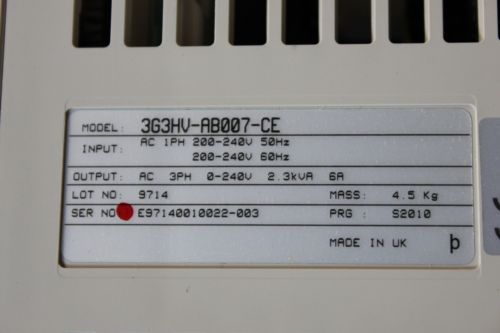 MODEL: 3G3HV-AB007-CE
INPUT: AC 1PH 200-240V 50Hz
200-240V 60Hz
OUTPUT: AC 3PH 0-240V 2.3kVA 6A
LOT NO: 9714 MASS: 4.5 Kg
SER NO E97140010022-003 PRG: S2010
MADE IN UK þ